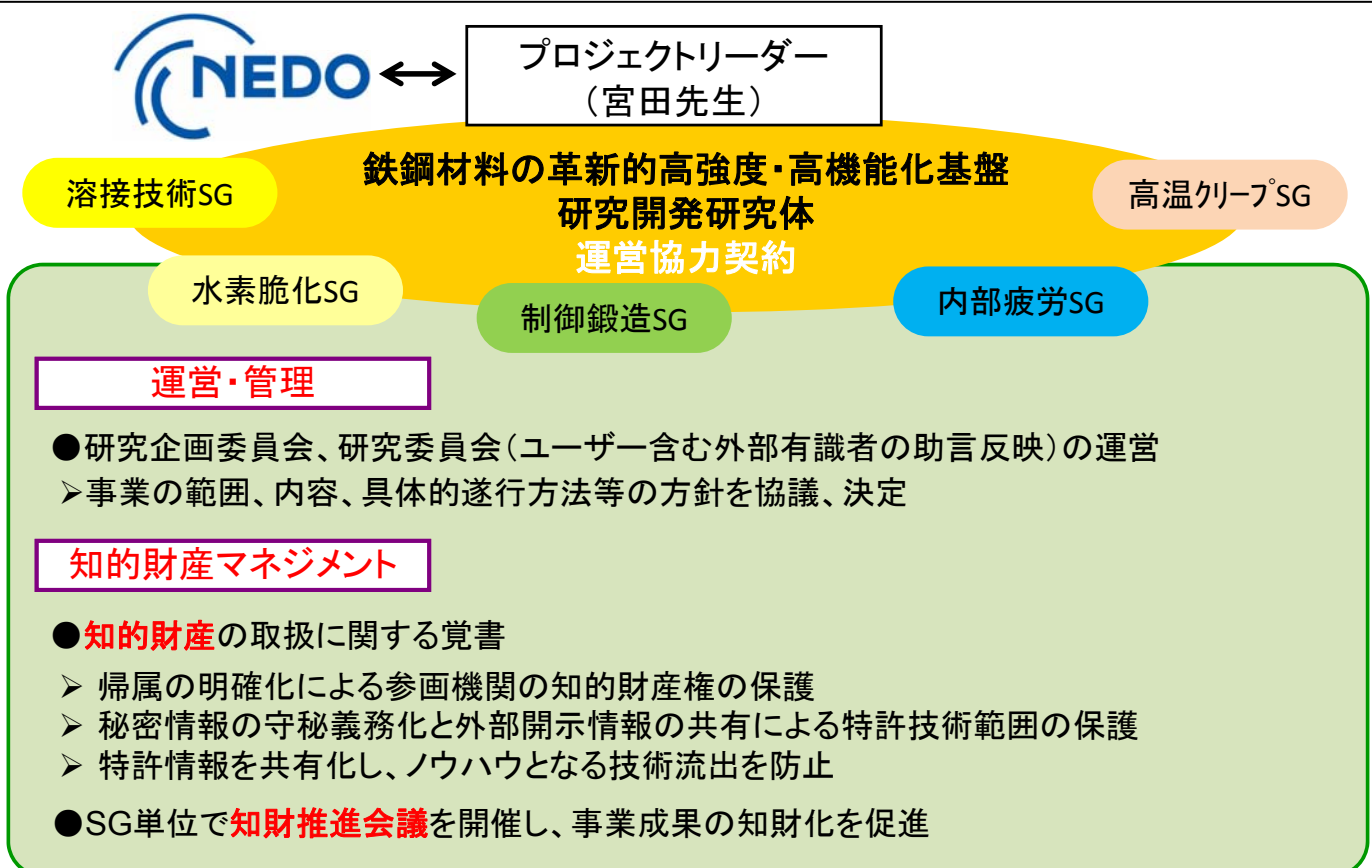 NEDO
プロジェクトリーダー
（宮田先生）
鉄鋼材料の革新的高強度・高機能化基盤
研究開発研究体
運営協力契約
溶接技術SG
高温ｸﾘｰﾌﾟSG
水素脆化SG
制御鍛造SG
内部疲労SG
運営・管理
●研究企画委員会、研究委員会（ユーザー含む外部有識者の助言反映）の運営
➢事業の範囲、内容、具体的遂行方法等の方針を協議、決定
知的財産マネジメント
●知的財産の取扱に関する覚書
➢ 帰属の明確化による参画機関の知的財産権の保護
➢ 秘密情報の守秘義務化と外部開示情報の共有による特許技術範囲の保護
➢ 特許情報を共有化し、ノウハウとなる技術流出を防止
●SG単位で知財推進会議を開催し、事業成果の知財化を促進